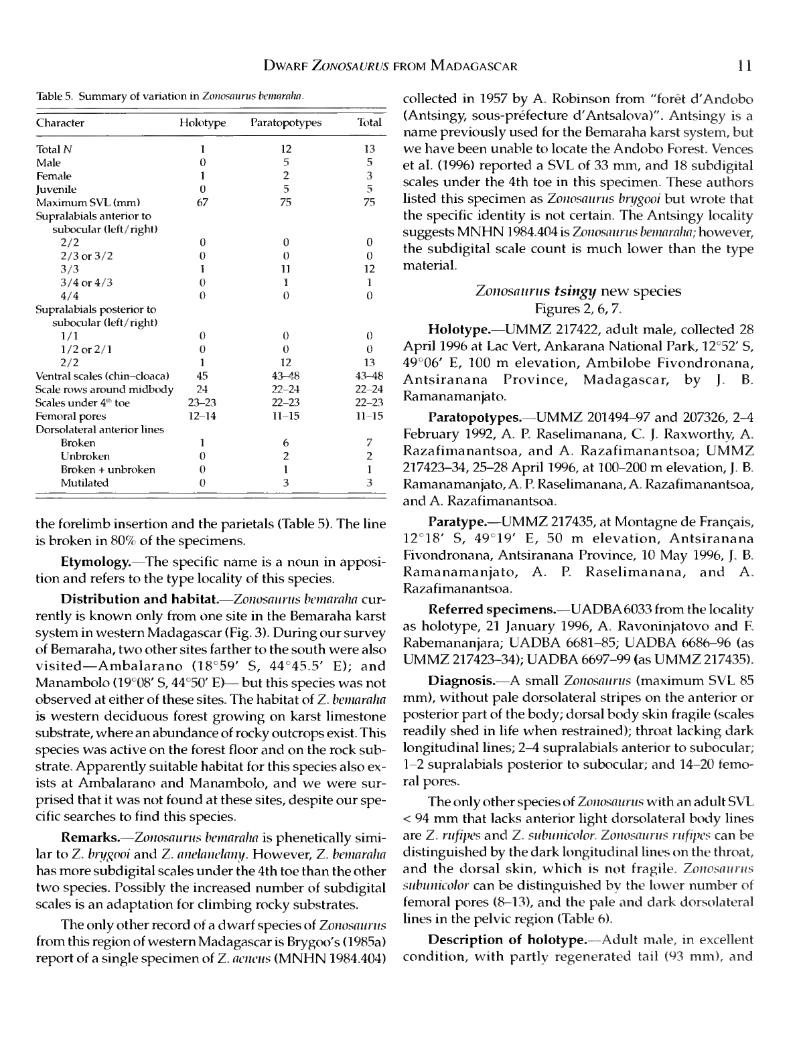 DWARF ZONOSAURUS FROM MADAGASCAR 11
Table 5. Summary of variation in Zonosaurus bemaraha.
Character Holotype Paratopotypes Total
Total N 1 12 13
Male 0 5 5
Female 1 2 3
Juvenile 0 5 5
Maximum SVL (mm) 67 75 75
Supralabials anterior to
subocular (left/right)
2/2 0 0 0
2/3 or 3/2 0 0 0
3/3 1 11 12
3/4 or 4/3 0 1 1
4/4 0 0 0
Supralabials posterior to
subocular (left/right)
1/1 0 0 0
1/2 or 2/1 0 0 0
2/2 1 12 13
Ventral scales (chin–cloaca) 45 43–48 43–48
Scale rows around midbody 24 22–24 22–24
Scales under 4th toe 23–23 22–23 22–23
Femoral pores 12–14 11–15 11–15
Dorsolateral anterior lines
Broken 1 6 7
Unbroken 0 2 2
Broken + unbroken 0 1 1
Mutilated 0 3 3
the forelimb insertion and the parietals (Table 5). The line
is broken in 80% of the specimens.
Etymology.—The specific name is a noun in apposi-
tion and refers to the type locality of this species.
Distribution and habitat.—Zonosaurus bemaraha cur-
rently is known only from one site in the Bemaraha karst
system in western Madagascar (Fig. 3). During our survey
of Bemaraha, two other sites farther to the south were also
visited—Ambalarano (18°59' S, 44°45.5' E); and
Manambolo (19°08' S, 44°50' E)— but this species was not
observed at either of these sites. The habitat of Z. bemaraha
is western deciduous forest growing on karst limestone
substrate, where an abundance of rocky outcrops exist. This
species was active on the forest floor and on the rock sub-
strate. Apparently suitable habitat for this species also ex-
ists at Ambalarano and Manambolo, and we were sur-
prised that it was not found at these sites, despite our spe-
cific searches to find this species.
Remarks.—Zonosaurus bemaraha is phenetically simi-
lar to Z. brygooi and Z. anelanelany. However, Z. bemaraha
has more subdigital scales under the 4th toe than the other
two species. Possibly the increased number of subdigital
scales is an adaptation for climbing rocky substrates.
The only other record of a dwarf species of Zonosaurus
from this region of western Madagascar is Brygoo's (1985a)
report of a single specimen of Z. aeneus (MNHN 1984.404)
collected in 1957 by A. Robinson from "forêt d'Andobo
(Antsingy, sous-préfecture d'Antsalova)". Antsingy is a
name previously used for the Bemaraha karst system, but
we have been unable to locate the Andobo Forest. Vences
et al. (1996) reported a SVL of 33 mm, and 18 subdigital
scales under the 4th toe in this specimen. These authors
listed this specimen as Zonosaurus brygooi but wrote that
the specific identity is not certain. The Antsingy locality
suggests MNHN 1984.404 is Zonosaurus bemaraha; however,
the subdigital scale count is much lower than the type
material.
Zonosaurus tsingy new species
Figures 2, 6, 7.
Holotype.—UMMZ 217422, adult male, collected 28
April 1996 at Lac Vert, Ankarana National Park, 12°52' S,
49°06' E, 100 m elevation, Ambilobe Fivondronana,
Antsiranana Province, Madagascar, by J. B.
Ramanamanjato.
Paratopotypes.—UMMZ 201494–97 and 207326, 2–4
February 1992, A. P. Raselimanana, C. J. Raxworthy, A.
Razafimanantsoa, and A. Razafimanantsoa; UMMZ
217423–34, 25–28 April 1996, at 100–200 m elevation, J. B.
Ramanamanjato, A. P. Raselimanana, A. Razafimanantsoa,
and A. Razafimanantsoa.
Paratype.—UMMZ 217435, at Montagne de Français,
12°18' S, 49°19' E, 50 m elevation, Antsiranana
Fivondronana, Antsiranana Province, 10 May 1996, J. B.
Ramanamanjato, A. P. Raselimanana, and A.
Razafimanantsoa.
Referred specimens.—UADBA 6033 from the locality
as holotype, 21 January 1996, A. Ravoninjatovo and F.
Rabemananjara; UADBA 6681–85; UADBA 6686–96 (as
UMMZ 217423–34); UADBA 6697–99 (as UMMZ 217435).
Diagnosis.—A small Zonosaurus (maximum SVL 85
mm), without pale dorsolateral stripes on the anterior or
posterior part of the body; dorsal body skin fragile (scales
readily shed in life when restrained); throat lacking dark
longitudinal lines; 2–4 supralabials anterior to subocular;
1–2 supralabials posterior to subocular; and 14–20 femo-
ral pores.
The only other species of Zonosaurus with an adult SVL
< 94 mm that lacks anterior light dorsolateral body lines
are Z. rufipes and Z. subunicolor. Zonosaurus rufipes can be
distinguished by the dark longitudinal lines on the throat,
and the dorsal skin, which is not fragile. Zonosaurus
subunicolor can be distinguished by the lower number of
femoral pores (8–13), and the pale and dark dorsolateral
lines in the pelvic region (Table 6).
Description of holotype.—Adult male, in excellent
condition, with partly regenerated tail (93 mm), and